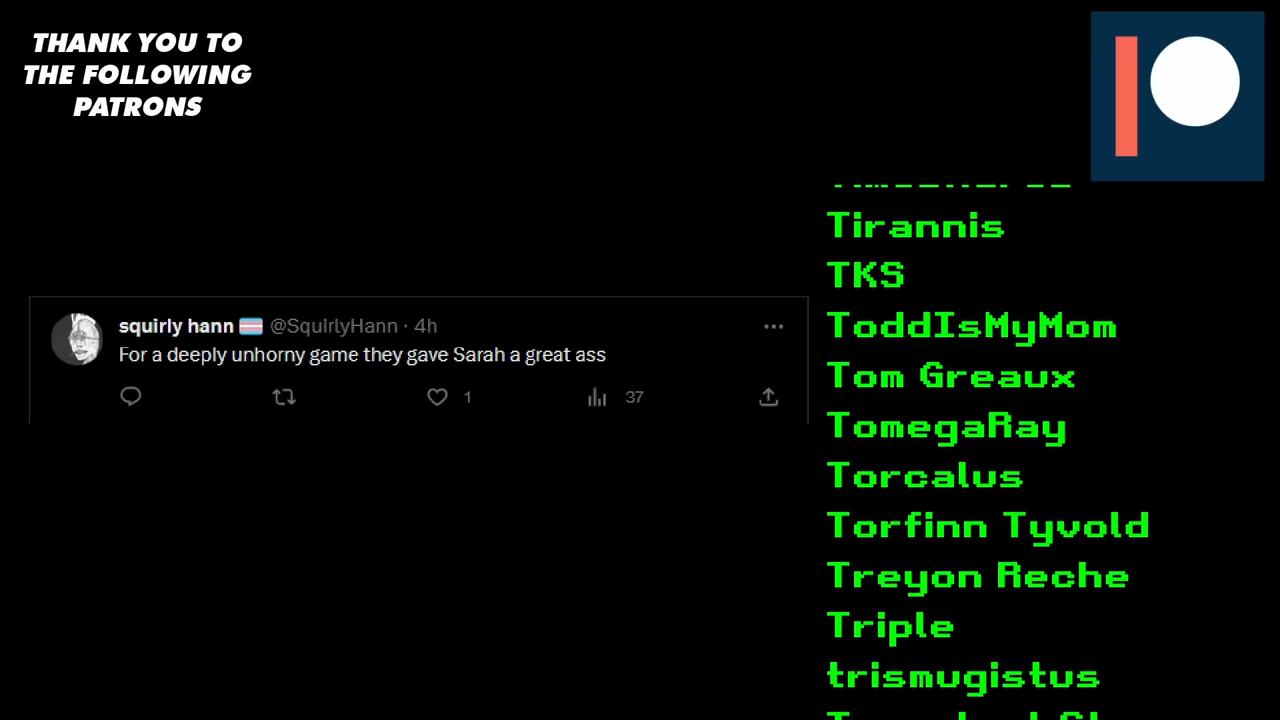 THANK YOU TO
THE FOLLOWING
PATRONS
squirly hann @SquirlyHann · 4h
For a deeply unhorny game they gave Sarah a great ass
1
37
Tirannis
TKS
ToddIsMyMom
Tom Greaux
TomegaRay
Torcalus
Torfinn Tyvold
Treyon Reche
Triple
trismugistus